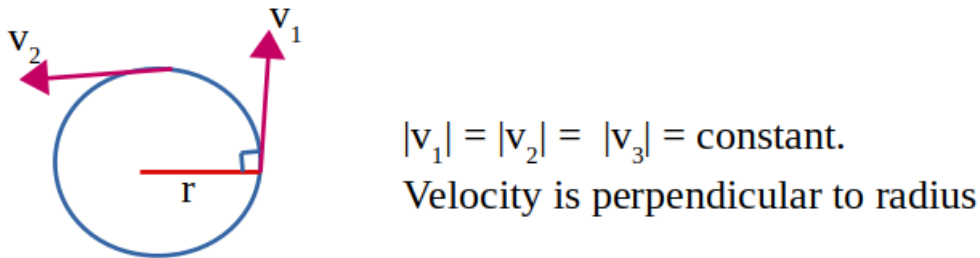 v₁
v₂
r
|v₁| = |v₂| = |v₃| = constant.
Velocity is perpendicular to radius